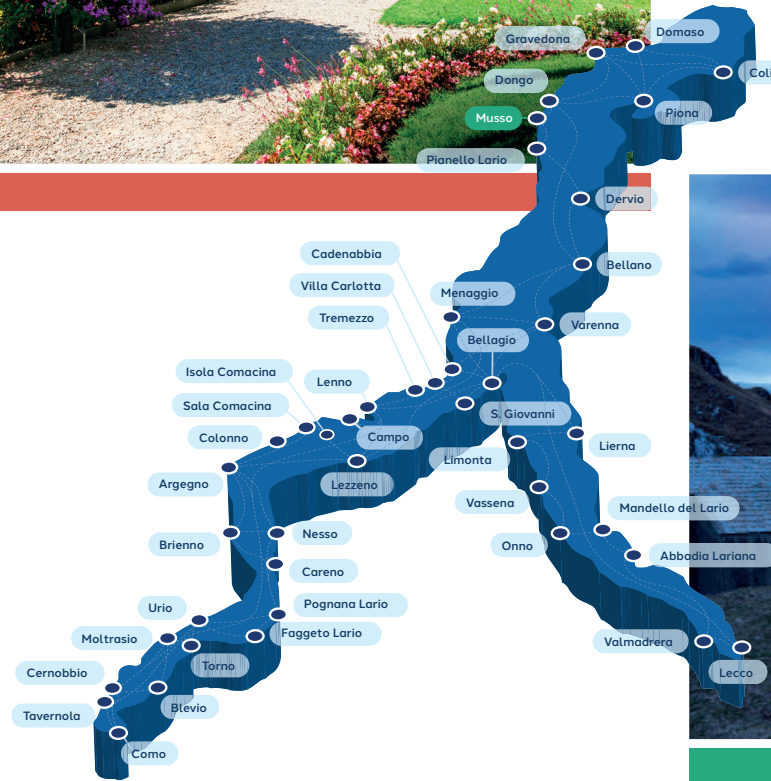 Gravedona
Domaso
Coli
Dongo
Musso
Piona
Pianello Lario
Dervio
Cadenabbia
Bellano
Villa Carlotta
Menaggio
Tremezzo
Varenna
Bellagio
Isola Comacina
Lenno
Sala Comacina
S. Giovanni
Colonno
Campo
Lierna
Limonta
Argegno
Lezzeno
Vassena
Mandello del Lario
Nesso
Brienno
Onno
Abbadia Lariana
Careno
Urio
Pognana Lario
Moltrasio
Faggeto Lario
Valmadrera
Torno
Cernobbio
Lecco
Blevio
Tavernola
Como